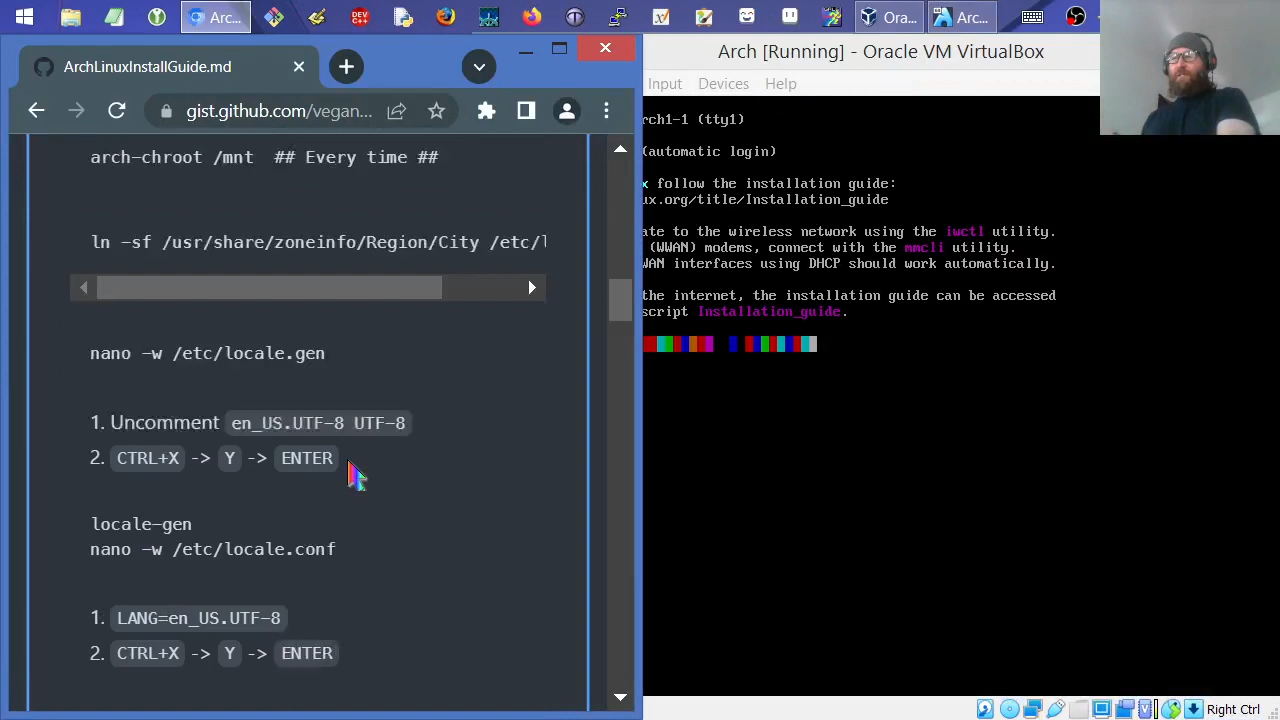 Arc...
DEV
C++
Ora...
Arc...
ArchLinuxInstallGuide.md
gist.github.com/vegan...
arch-chroot /mnt  ## Every time ##
ln -sf /usr/share/zoneinfo/Region/City /etc/l
nano -w /etc/locale.gen
1. Uncomment en_US.UTF-8 UTF-8
2. CTRL+X -> Y -> ENTER
locale-gen
nano -w /etc/locale.conf
1. LANG=en_US.UTF-8
2. CTRL+X -> Y -> ENTER
Arch [Running] - Oracle VM VirtualBox
Input Devices Help
rch1-1 (tty1)
(automatic login)
x follow the installation guide:
ux.org/title/Installation_guide
ate to the wireless network using the iwctl utility.
(WWAN) modems, connect with the mmcli utility.
WAN interfaces using DHCP should work automatically.
the internet, the installation guide can be accessed
script Installation_guide.
Right Ctrl